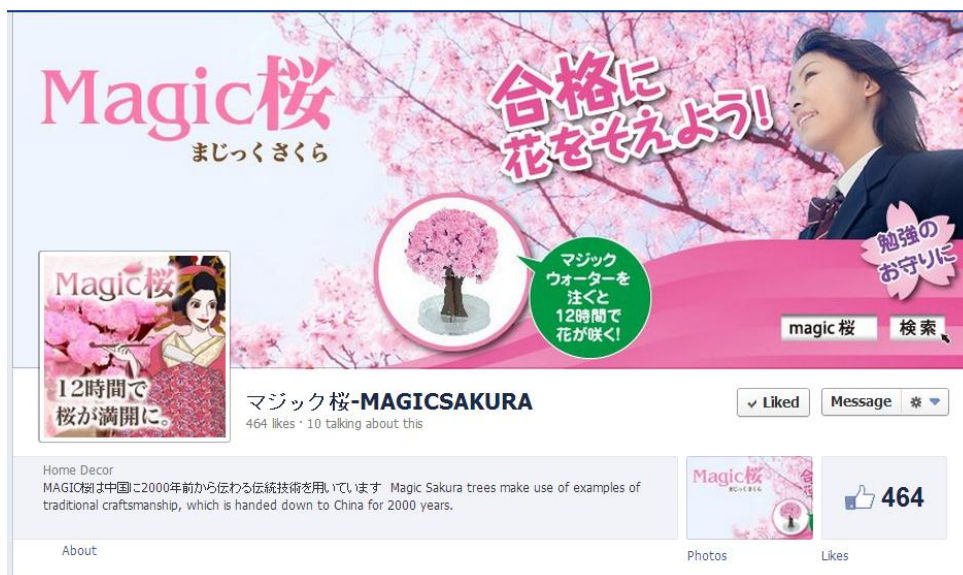 Magic桜
まじっくさくら
合格に
花をそえよう!
勉強の
お守りに
マジック
ウォーターを
注ぐと
12時間で
花が咲く!
magic 桜
検索
Magic桜
12時間で
桜が満開に。
マジック桜-MAGICSAKURA
464 likes · 10 talking about this
Liked
Message
Home Decor
MAGIC桜は中国に2000年前から伝わる伝統技術を用いています Magic Sakura trees make use of examples of
traditional craftsmanship, which is handed down to China for 2000 years.
About
Magic桜
合格
Photos
464
Likes